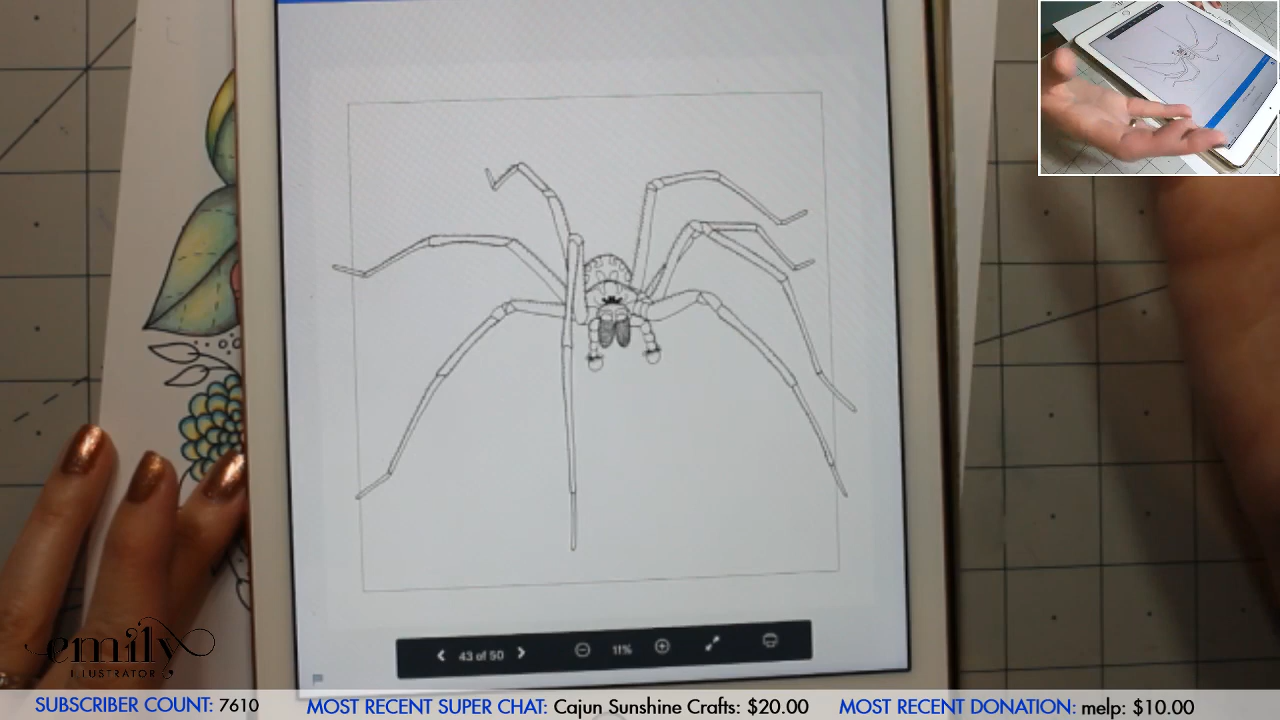 43 of 50
11%
emily
ILLUSTRATOR
SUBSCRIBER COUNT: 7610
MOST RECENT SUPER CHAT: Cajun Sunshine Crafts: $20.00
MOST RECENT DONATION: melp: $10.00